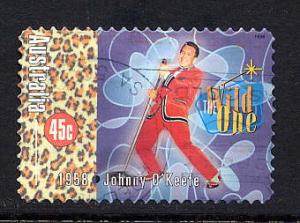 Australia
45c
THE
Wild
One
1958 Johnny O'Keefe